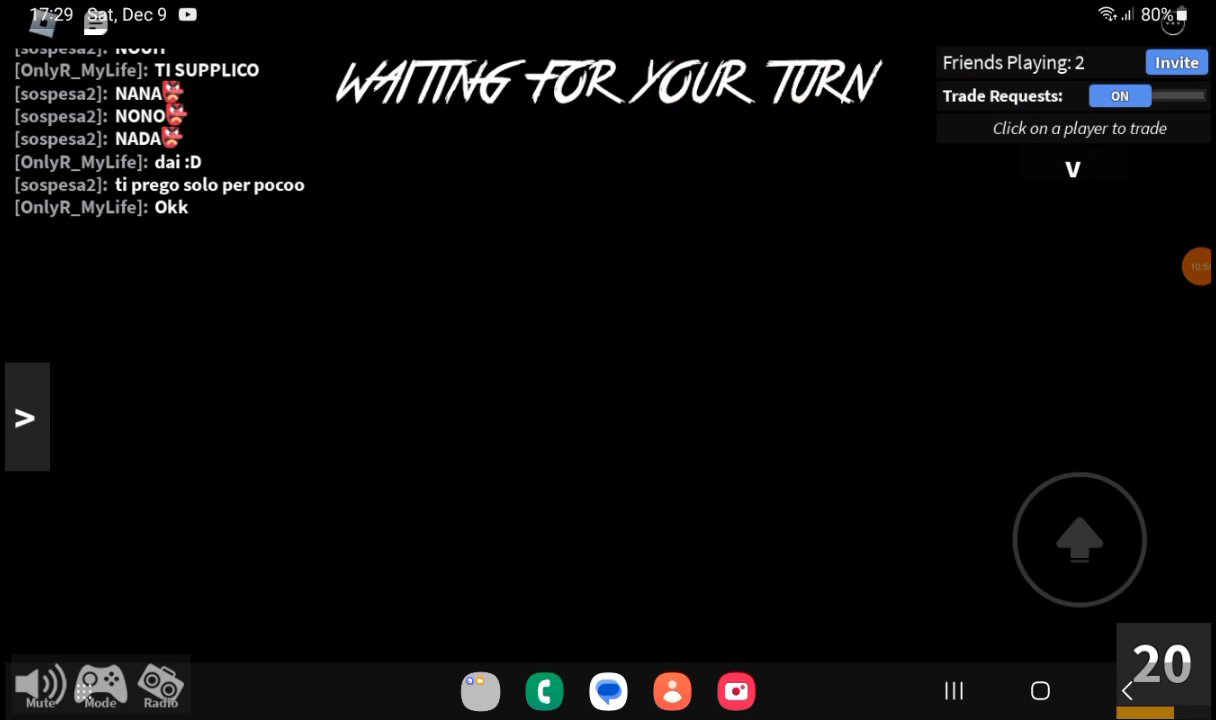 17:29 Sat, Dec 9
80%
[OnlyR_MyLife]: TI SUPPLICO
[sospesa2]: NANA👺
[sospesa2]: NONO👺
[sospesa2]: NADA👺
[OnlyR_MyLife]: dai :D
[sospesa2]: ti prego solo per pocoo
[OnlyR_MyLife]: Okk
WAITING FOR YOUR TURN
Friends Playing: 2 Invite
Trade Requests: ON
Click on a player to trade
v
>
20
Mute Mode Radio